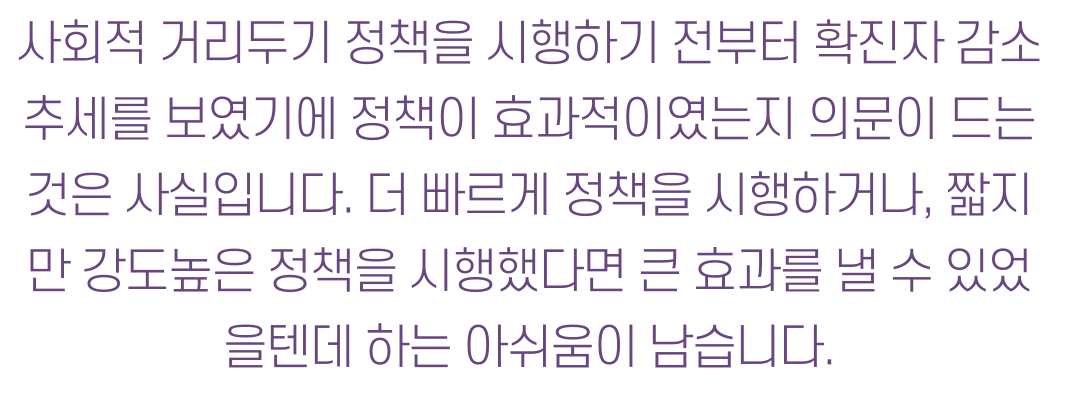 사회적 거리두기 정책을 시행하기 전부터 확진자 감소
추세를 보였기에 정책이 효과적이였는지 의문이 드는
것은 사실입니다. 더 빠르게 정책을 시행하거나, 짧지
만 강도높은 정책을 시행했다면 큰 효과를 낼 수 있었
을텐데 하는 아쉬움이 남습니다.